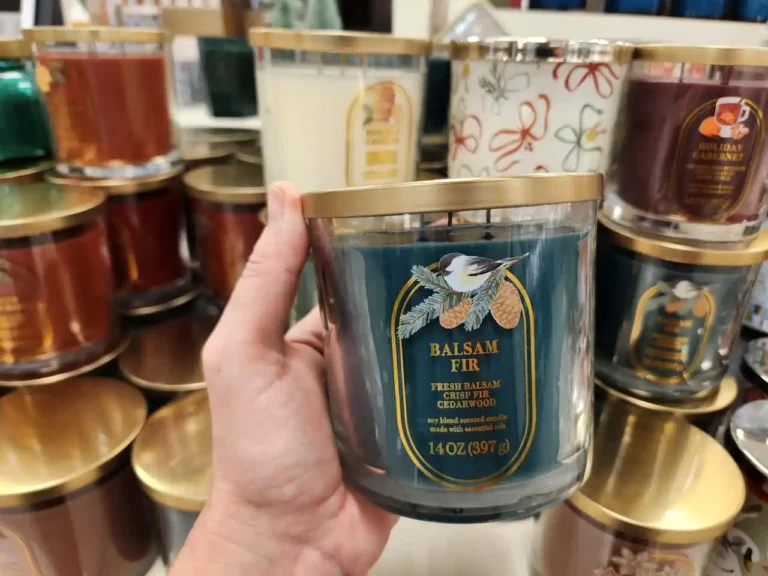 BALSAM
FIR
FRESH BALSAM
CRISP FIR
CEDARWOOD
soy blend scented candle
made with essential oils
14 OZ (397g)
HOLIDAY
CABERNET